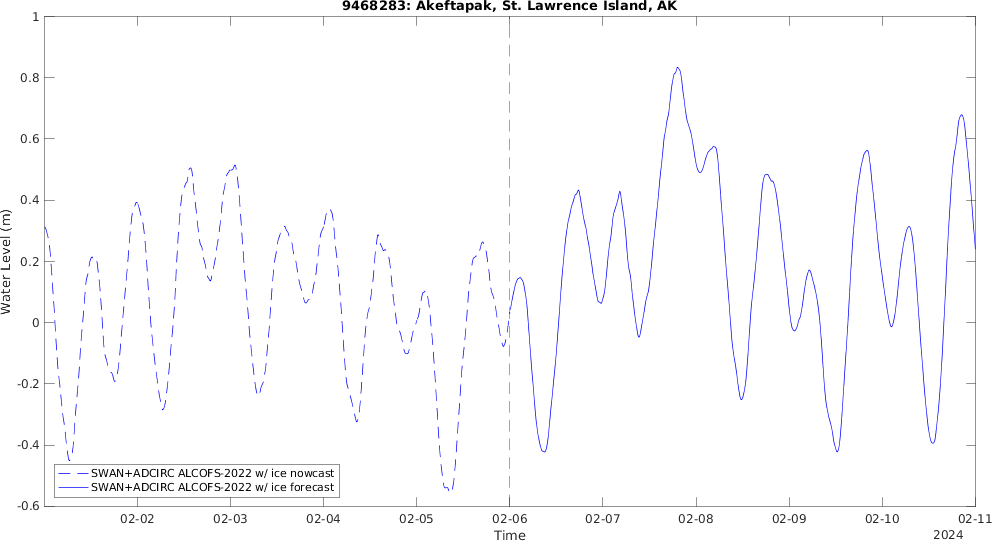 9468283: Akeftapak, St. Lawrence Island, AK
1
0.8
0.6
0.4
0.2
0
-0.2
-0.4
-0.6
Water Level (m)
SWAN+ADCIRC ALCOFS-2022 w/ ice nowcast
SWAN+ADCIRC ALCOFS-2022 w/ ice forecast
02-02 02-03 02-04 02-05 02-06 02-07 02-08 02-09 02-10 02-11
Time
2024